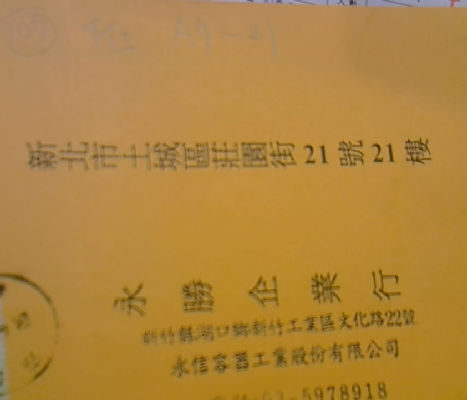 新北市土城區莊園街21號21樓
永勝企業行
新竹縣湖口鄉新竹工業區文化路22號
永信容器工業股份有限公司
03-5978918